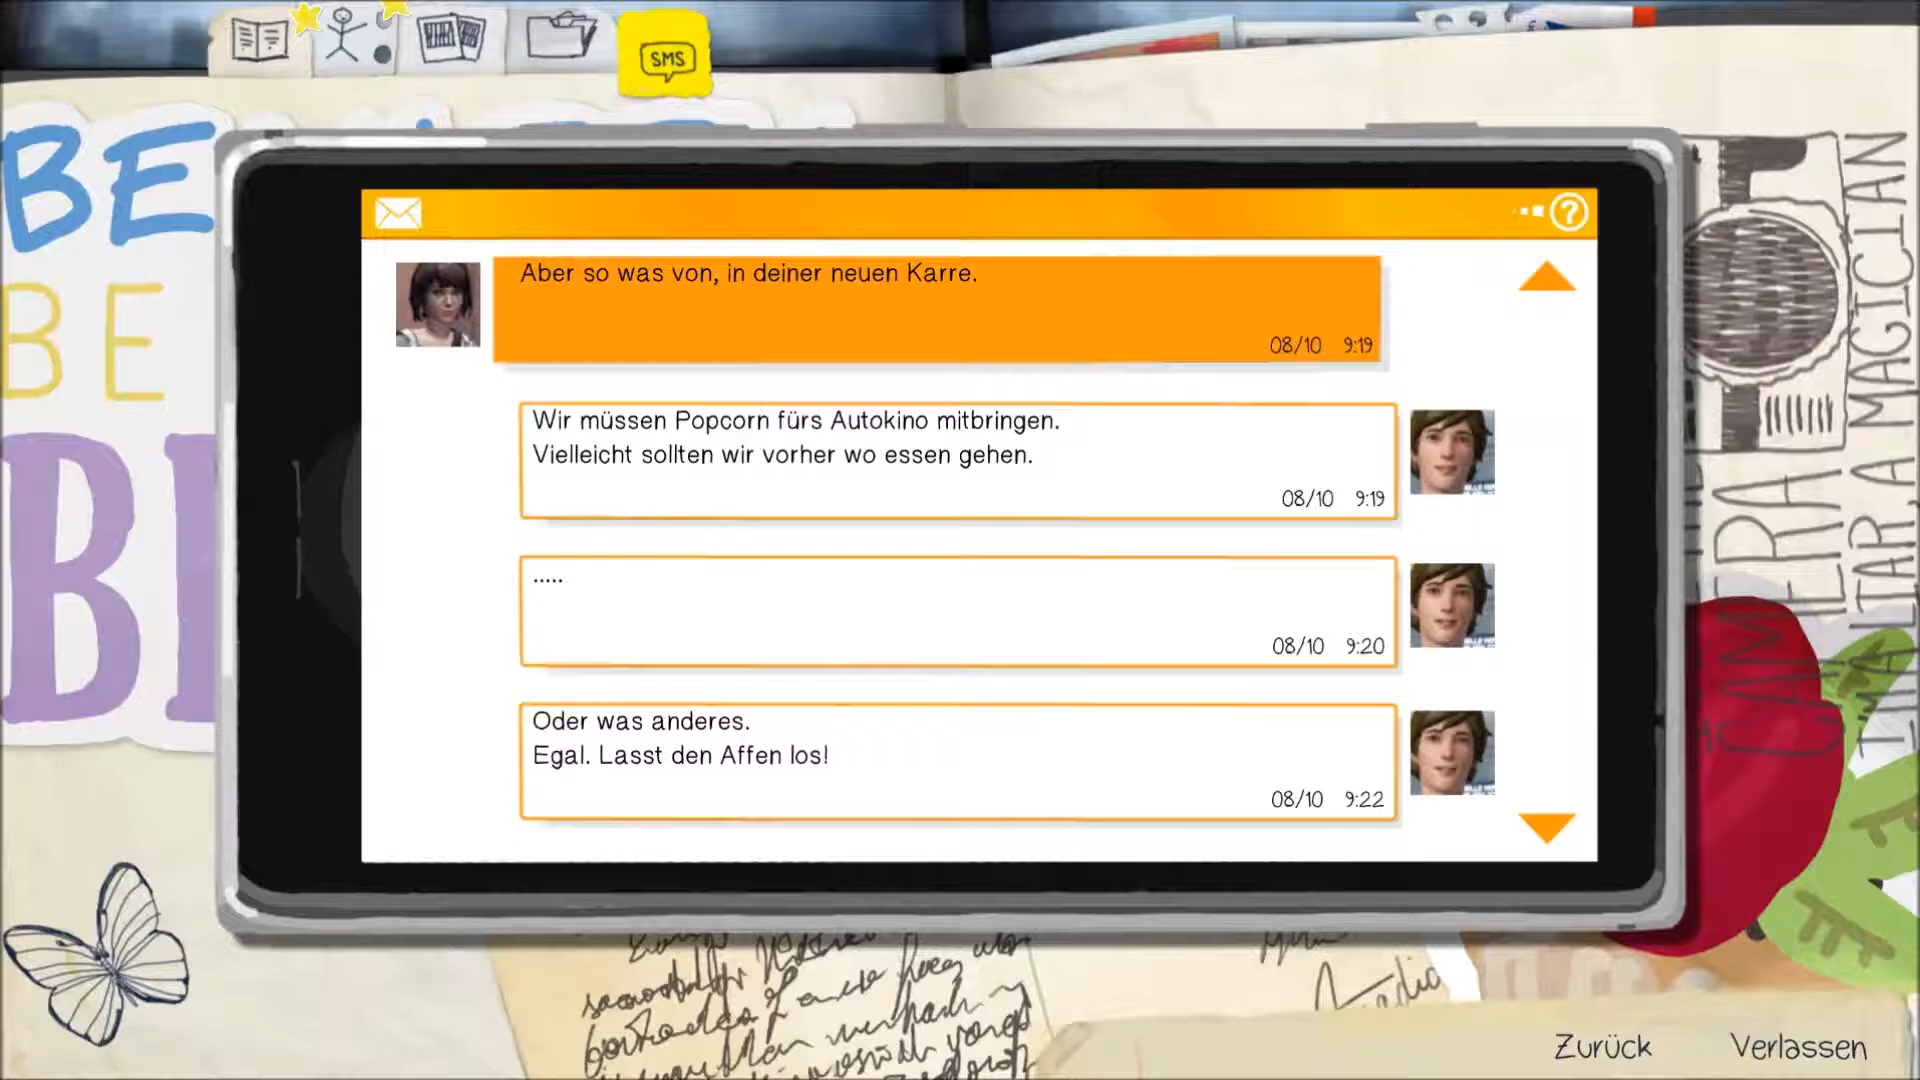 SMS
BE
BE
Aber so was von, in deiner neuen Karre.
08/10 9:19
Wir müssen Popcorn fürs Autokino mitbringen.
Vielleicht sollten wir vorher wo essen gehen.
08/10 9:19
.....
08/10 9:20
Oder was anderes.
Egal. Lasst den Affen los!
08/10 9:22
CAMERA
ALTAR, A MAGICIAN
Zurück
Verlassen